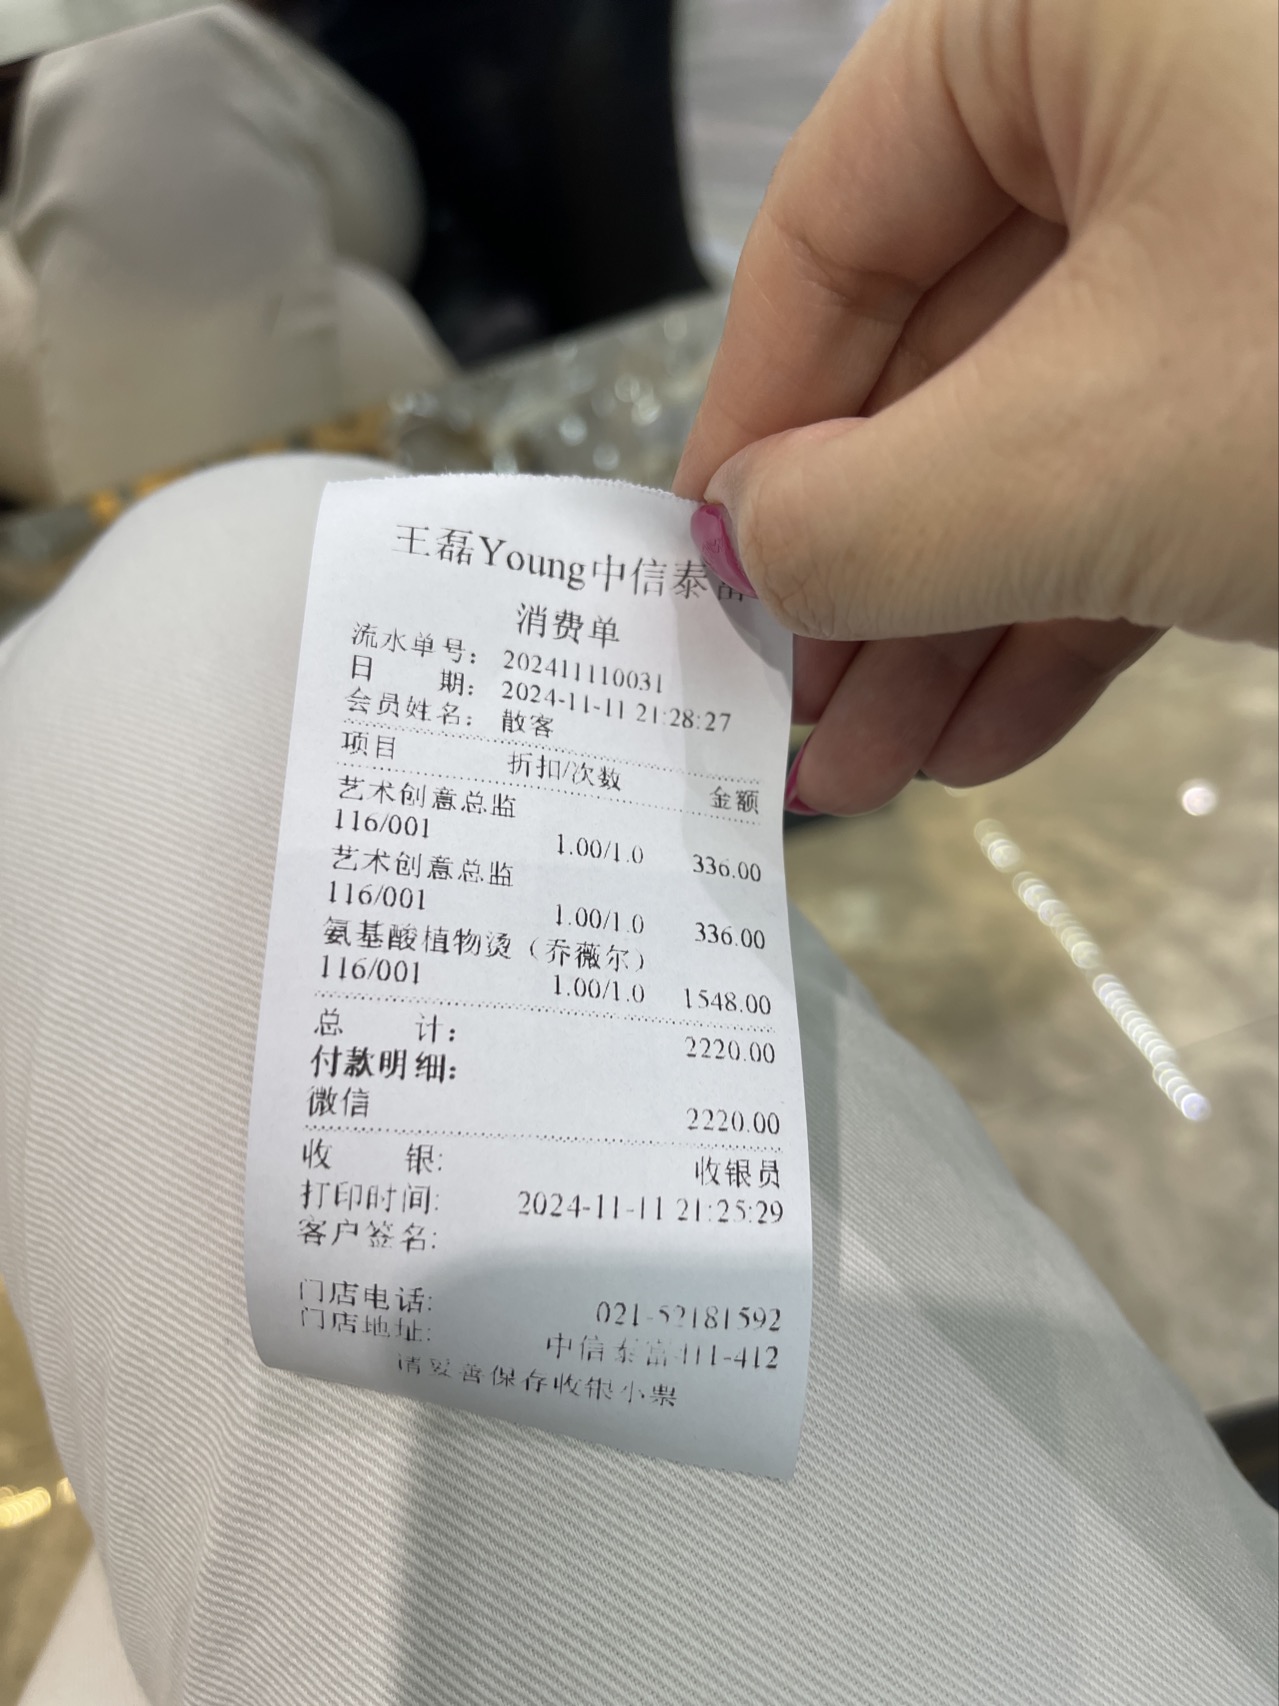 王磊Young中信泰富
消费单
流水单号： 202411110031
日 期： 2024-11-11 21:28:27
会员姓名： 散客
项目 折扣/次数 金额
艺术创意总监
116/001 1.00/1.0 336.00
艺术创意总监
116/001 1.00/1.0 336.00
氨基酸植物烫（乔薇尔）
116/001 1.00/1.0 1548.00
总 计： 2220.00
付款明细：
微信 2220.00
收 银: 收银员
打印时间: 2024-11-11 21:25:29
客户签名:
门店电话: 021-52181592
门店地址: 中信泰富411-412
请妥善保存收银小票